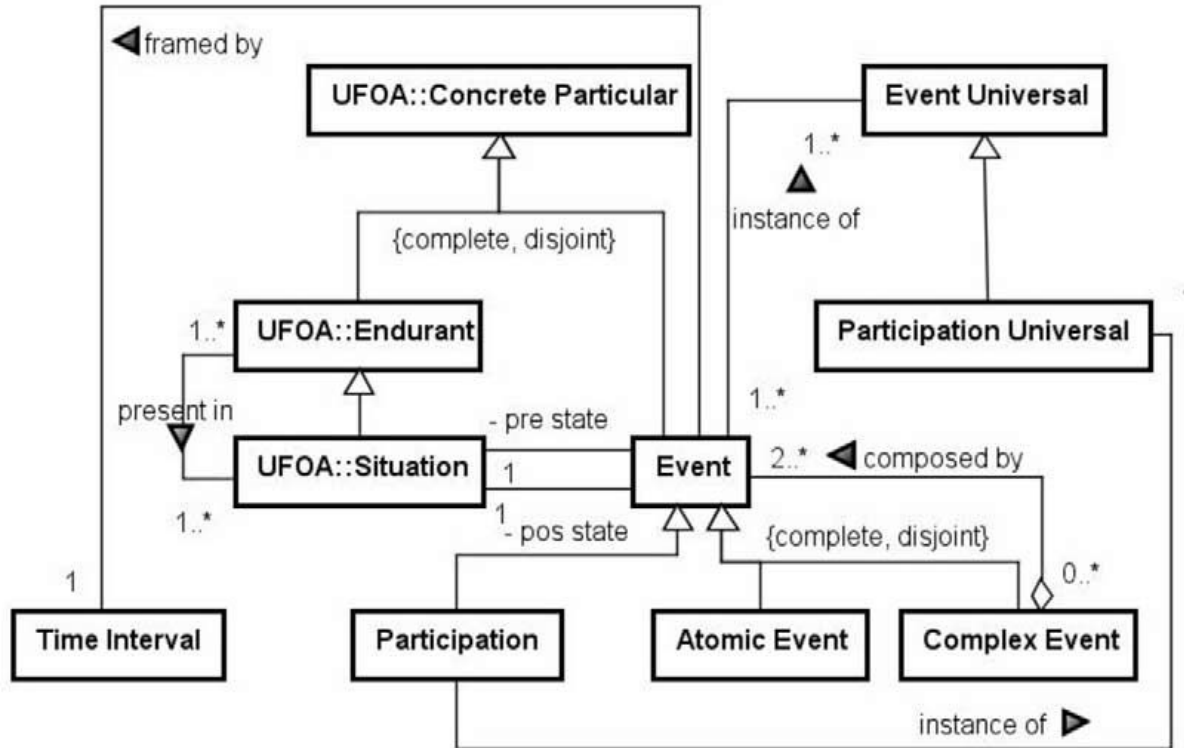 framed by
UFOA::Concrete Particular
Event Universal
1..*
{complete, disjoint}
instance of
1..*
UFOA::Endurant
Participation Universal
present in
- pre state
1..*
UFOA::Situation
1
Event
2..*
composed by
1..*
1
- pos state
{complete, disjoint}
1
0..*
Time Interval
Participation
Atomic Event
Complex Event
instance of